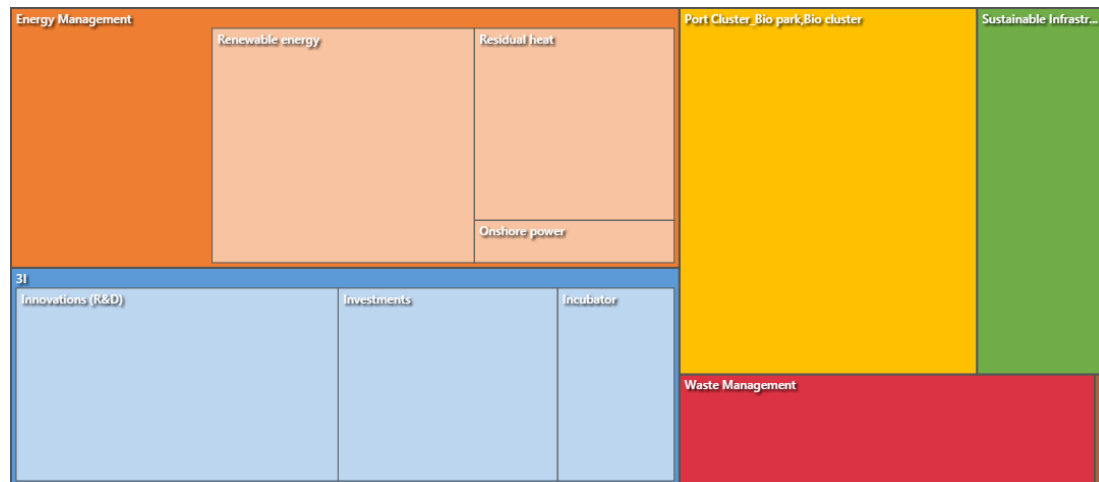 Energy Management
Renewable energy
Residual heat
Onshore power
3I
Innovations (R&D)
Investments
Incubator
Port Cluster_Bio park,Bio cluster
Sustainable Infrastr...
Waste Management